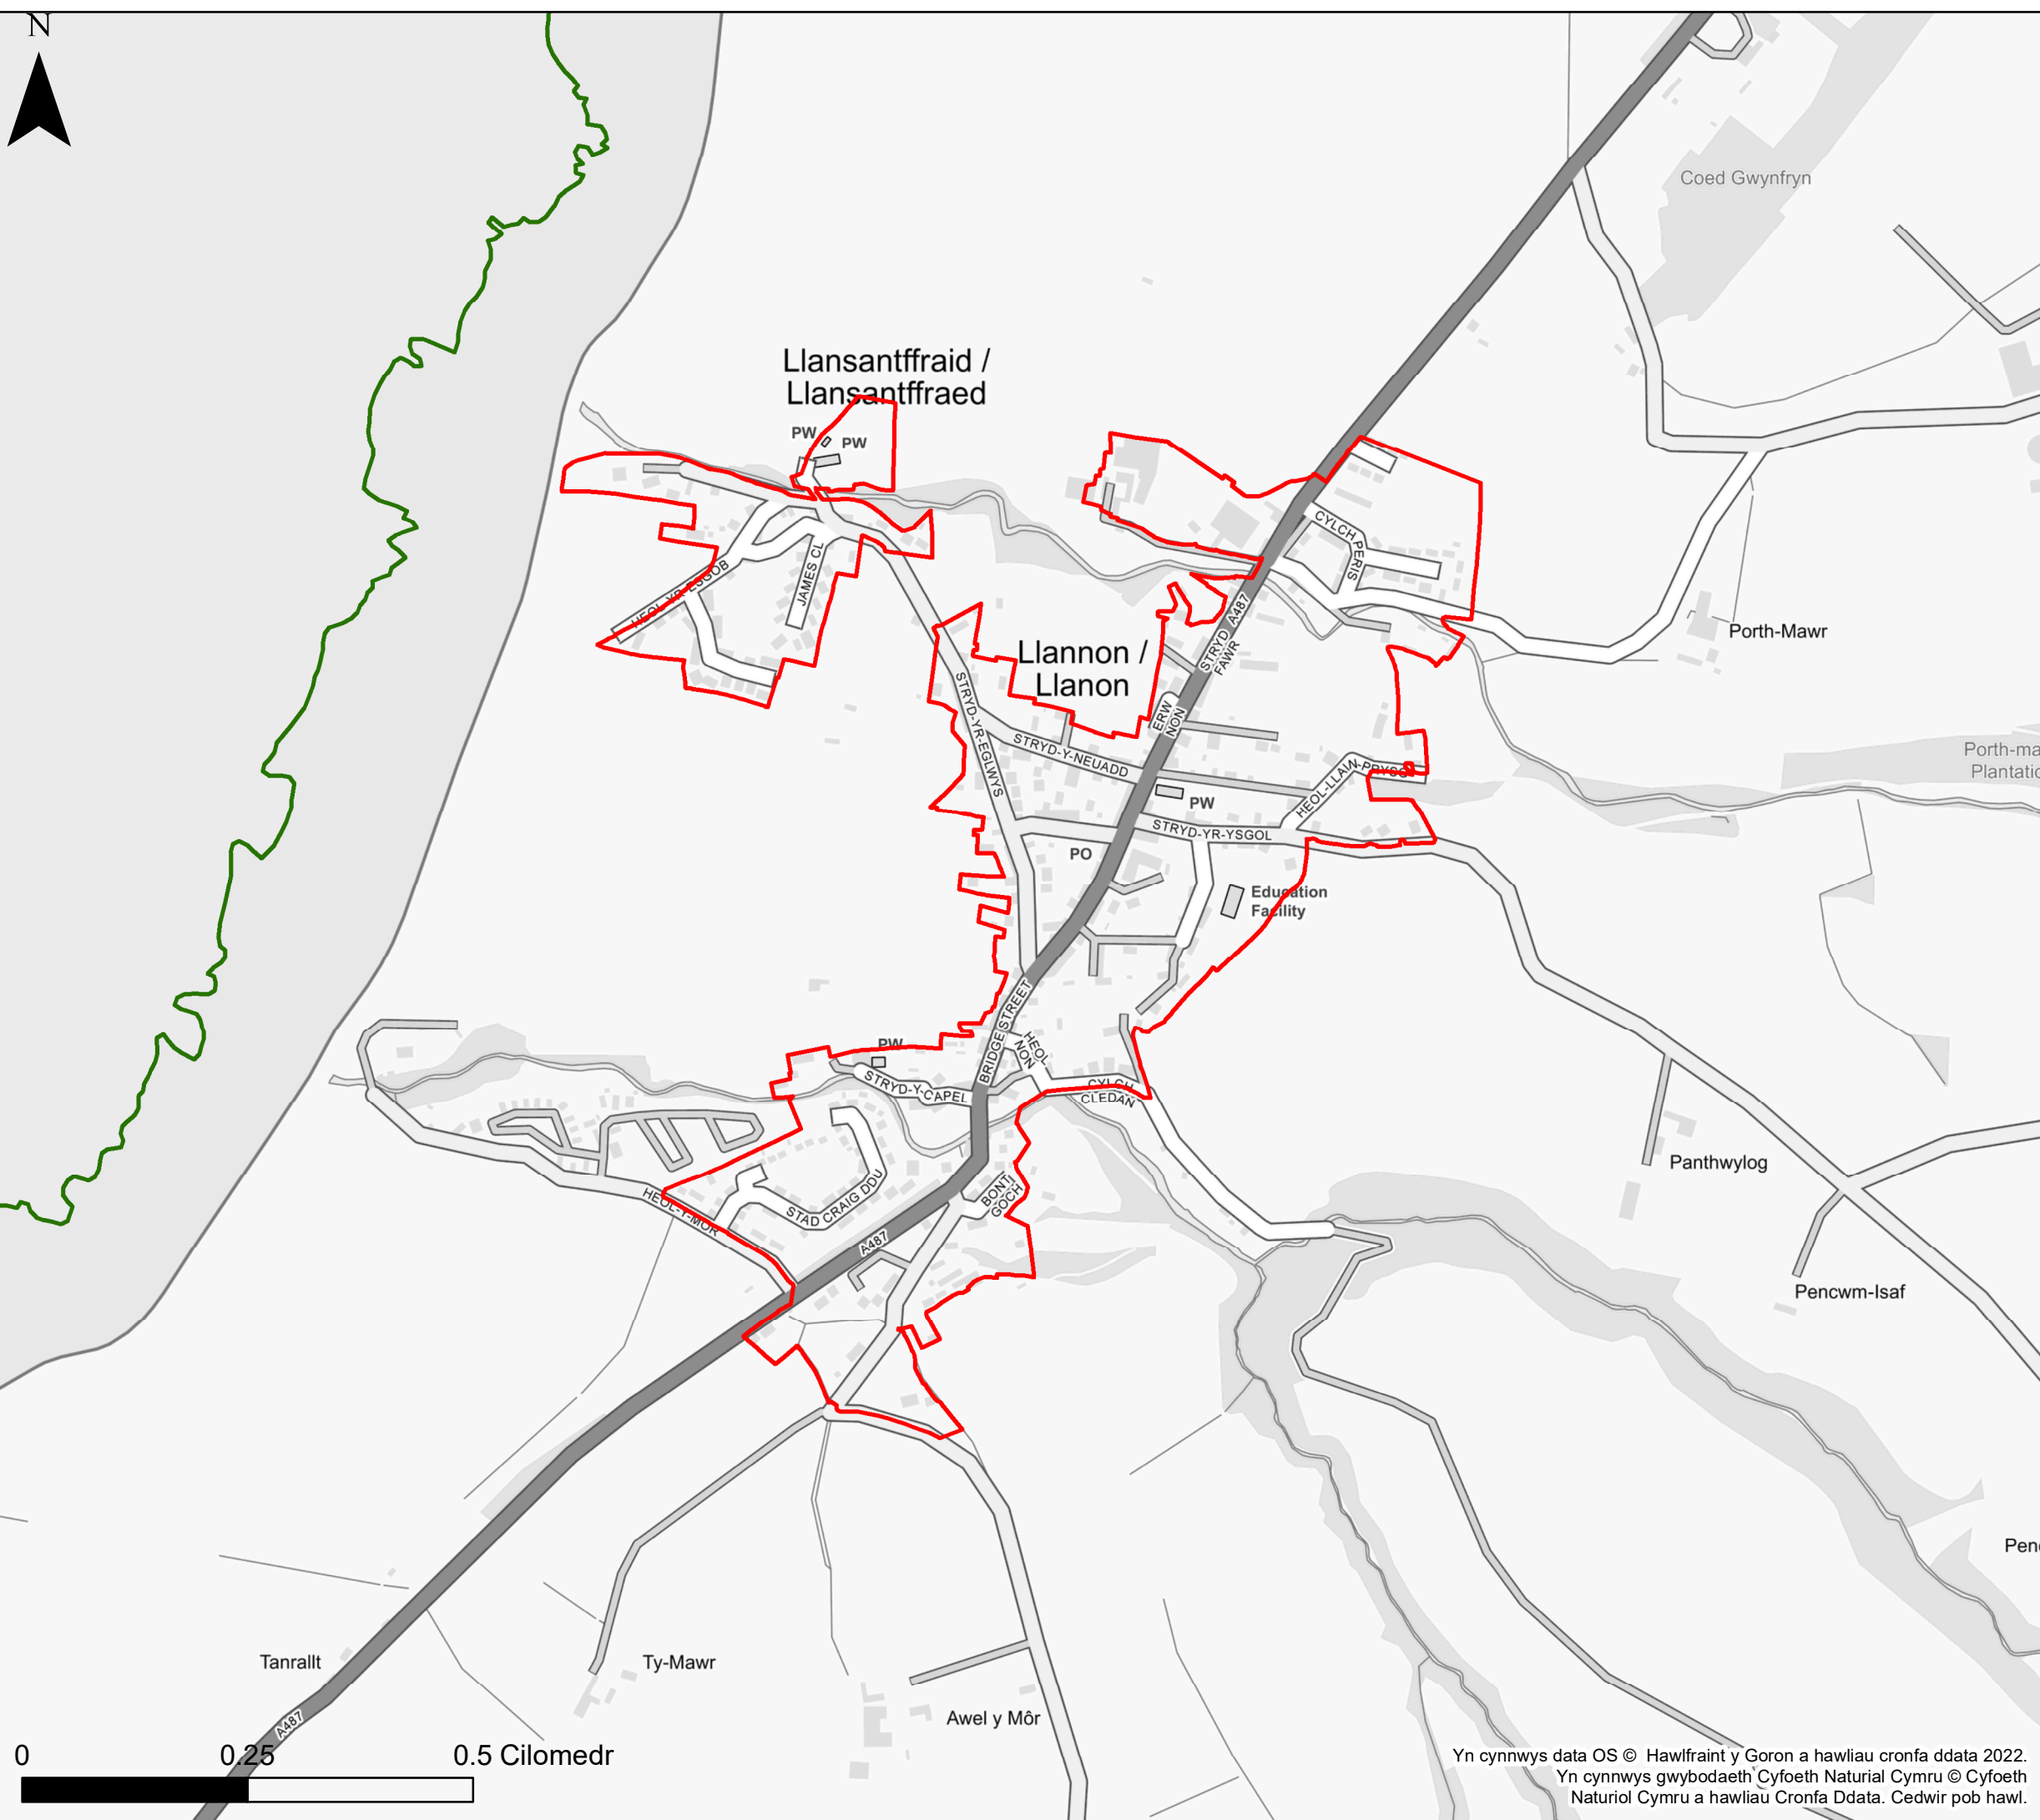 N
Coed Gwynfryn
Llansantffraid /
Llansantffraed
PW
PW
CYLCH PERIS
JAMES CL
HEOL-YR-ESGOB
STRYD FAWR
A487
Porth-Mawr
Llannon /
Llanon
STRYD-YR-EGLWYS
ERW NON
STRYD-Y-NEUADD
Porth-ma
Plantatio
HEOL-LLAIN-PRYSG
PW
STRYD-YR-YSGOL
PO
Education
Facility
BRIDGE STREET
HEOL NON
PW
STRYD-Y-CAPEL
CYLCH
CLEDAN
Panthwylog
HEOL-Y-MOR
STAD CRAIG DDU
BONT
GOCH
A487
Pencwm-Isaf
Pen
Tanrallt
Ty-Mawr
Awel y Môr
A487
0 0.25 0.5 Cilomedr
Yn cynnwys data OS © Hawlfraint y Goron a hawliau cronfa ddata 2022.
Yn cynnwys gwybodaeth Cyfoeth Naturial Cymru © Cyfoeth
Naturiol Cymru a hawliau Cronfa Ddata. Cedwir pob hawl.